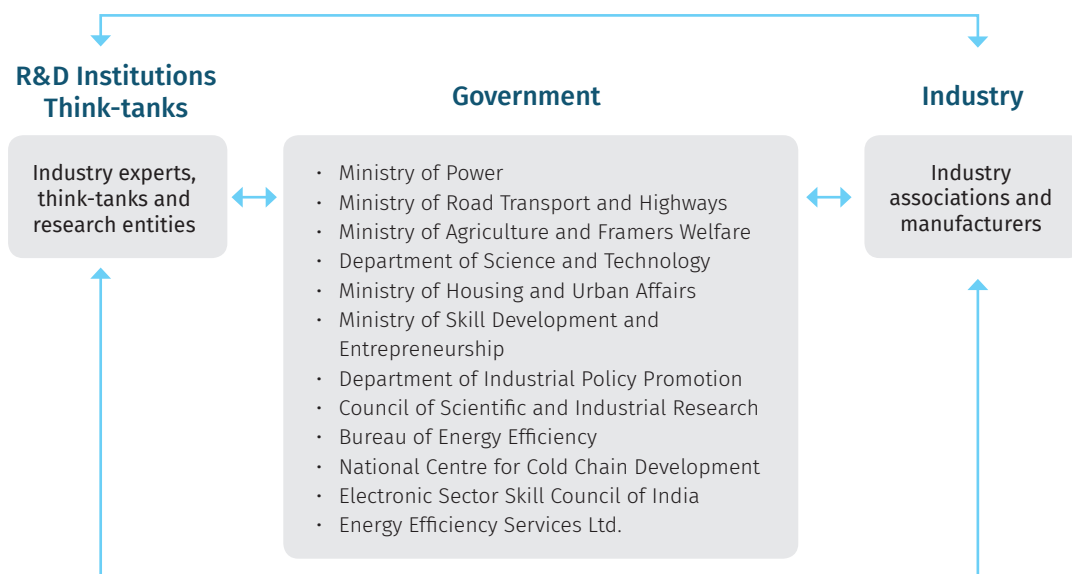 R&D Institutions
Think-tanks
Industry experts,
think-tanks and
research entities
Government
· Ministry of Power
· Ministry of Road Transport and Highways
· Ministry of Agriculture and Framers Welfare
· Department of Science and Technology
· Ministry of Housing and Urban Affairs
· Ministry of Skill Development and
Entrepreneurship
· Department of Industrial Policy Promotion
· Council of Scientific and Industrial Research
· Bureau of Energy Efficiency
· National Centre for Cold Chain Development
· Electronic Sector Skill Council of India
· Energy Efficiency Services Ltd.
Industry
Industry
associations and
manufacturers